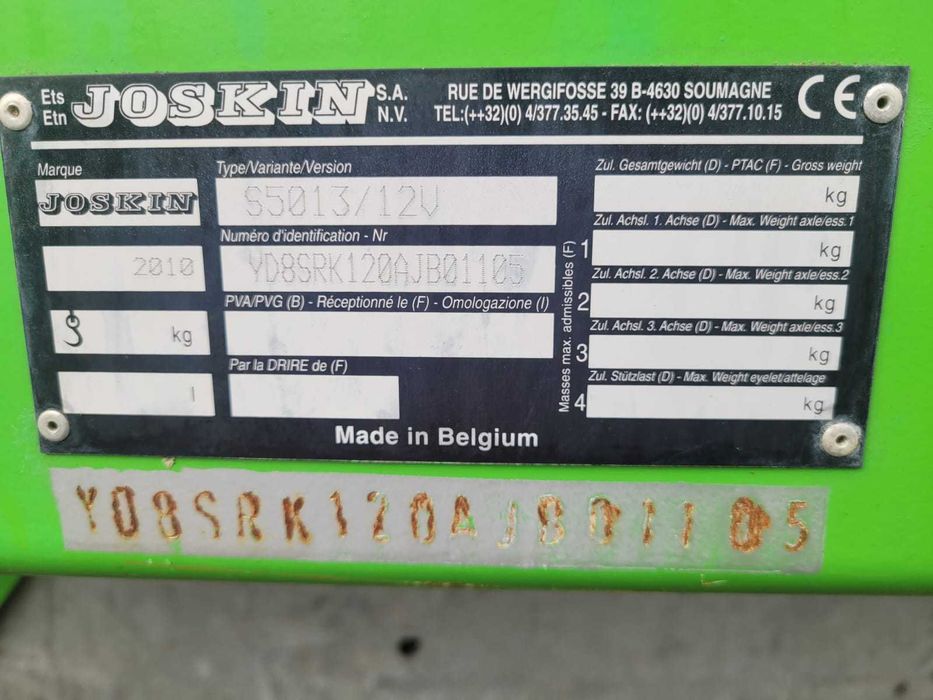 Ets JOSKIN S.A.
Etn N.V.
RUE DE WERGIFOSSE 39 B-4630 SOUMAGNE
TEL:(++32)(0) 4/377.35.45 - FAX: (++32)(0) 4/377.10.15
CE
Marque
JOSKIN
2010
kg
l
Type/Variante/Version
S5013/12V
Numéro d'identification - Nr
YD8SRK120AJB01105
PVA/PVG (B) - Réceptionné le (F) - Omologazione (I)
Par la DRIRE de (F)
Masses max. admissibles (F)
Zul. Gesamtgewicht (D) - PTAC (F) - Gross weight
kg
Zul. Achsl. 1. Achse (D) - Max. Weight axle/ess.1
1 kg
Zul. Achsl. 2. Achse (D) - Max. Weight axle/ess.2
2 kg
Zul. Achsl. 3. Achse (D) - Max. Weight axle/ess.3
3 kg
Zul. Stützlast (D) - Max. Weight eyelet/attelage
4 kg
Made in Belgium
YD8SRK120AJB01105